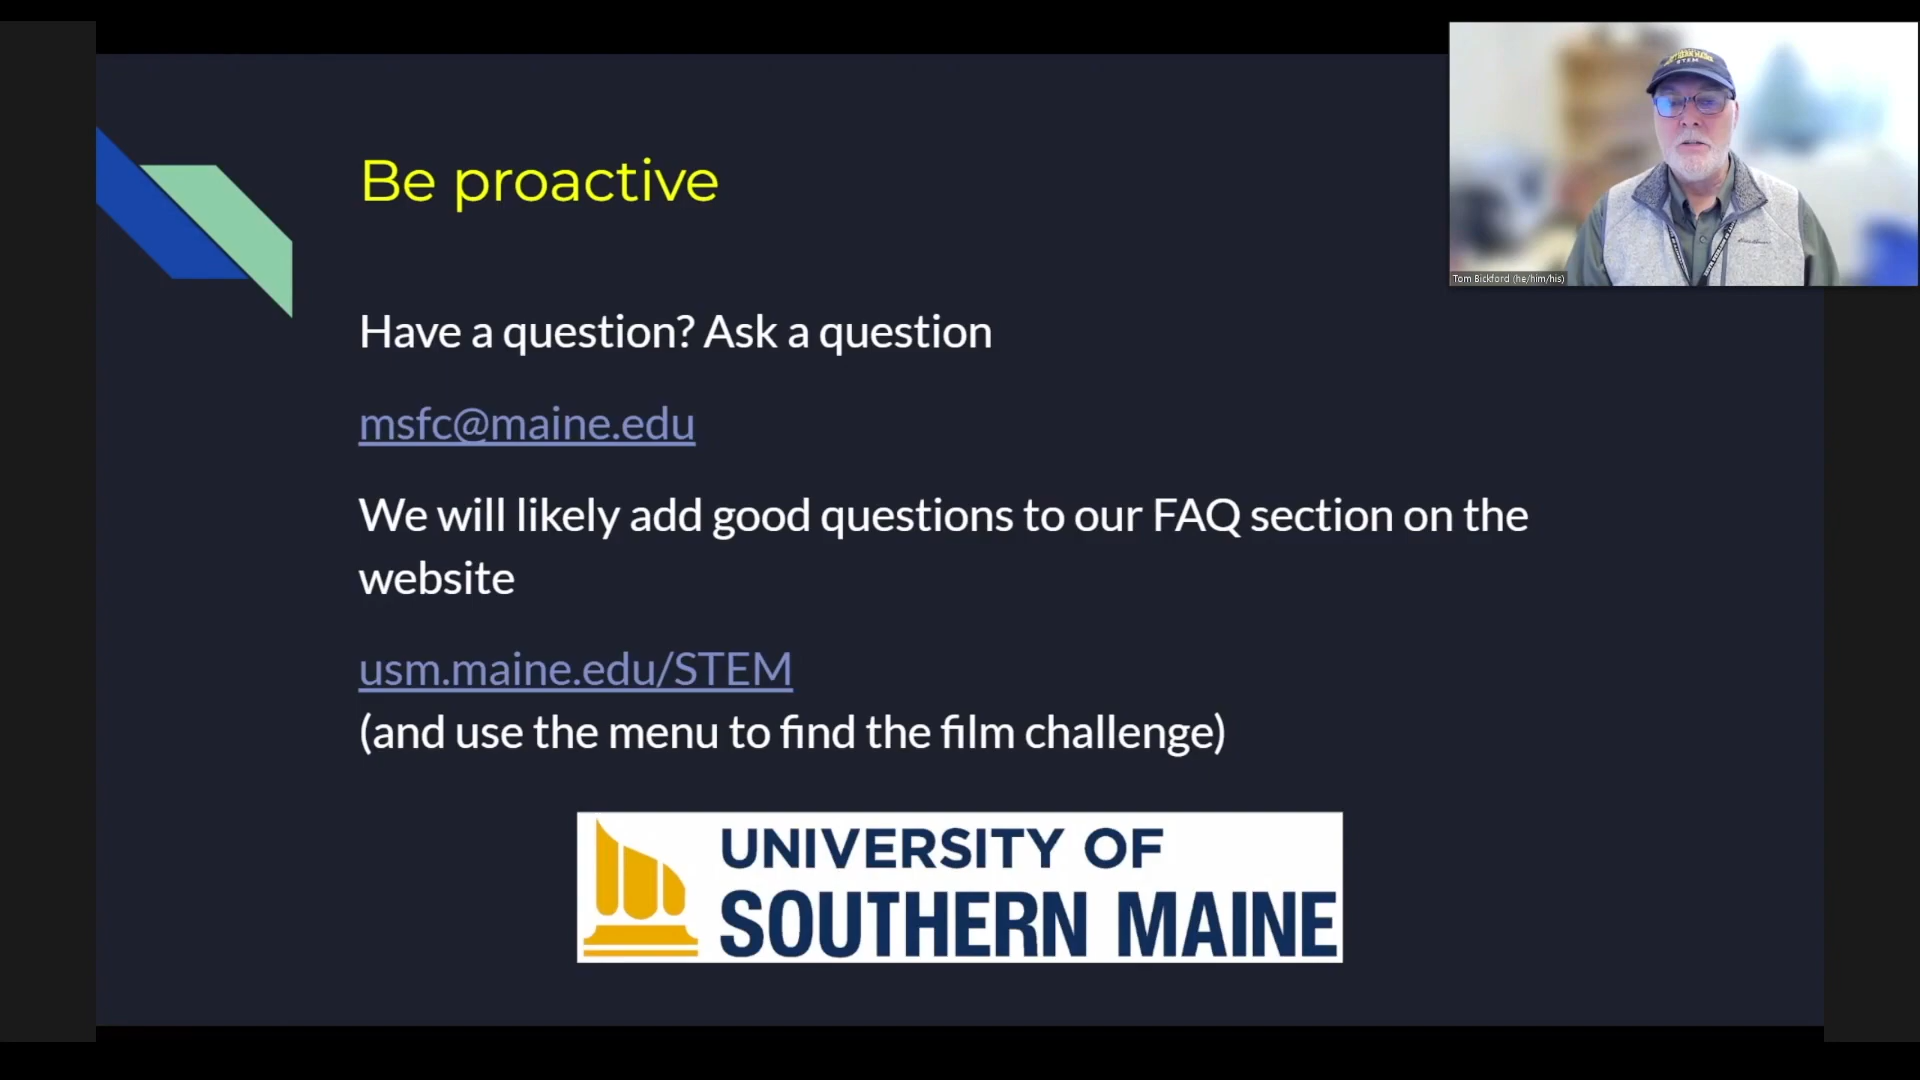 Be proactive
Have a question? Ask a question
msfc@maine.edu
We will likely add good questions to our FAQ section on the
website
usm.maine.edu/STEM
(and use the menu to find the film challenge)
UNIVERSITY OF
SOUTHERN MAINE
STEM
Tom Bickford (he/him/his)